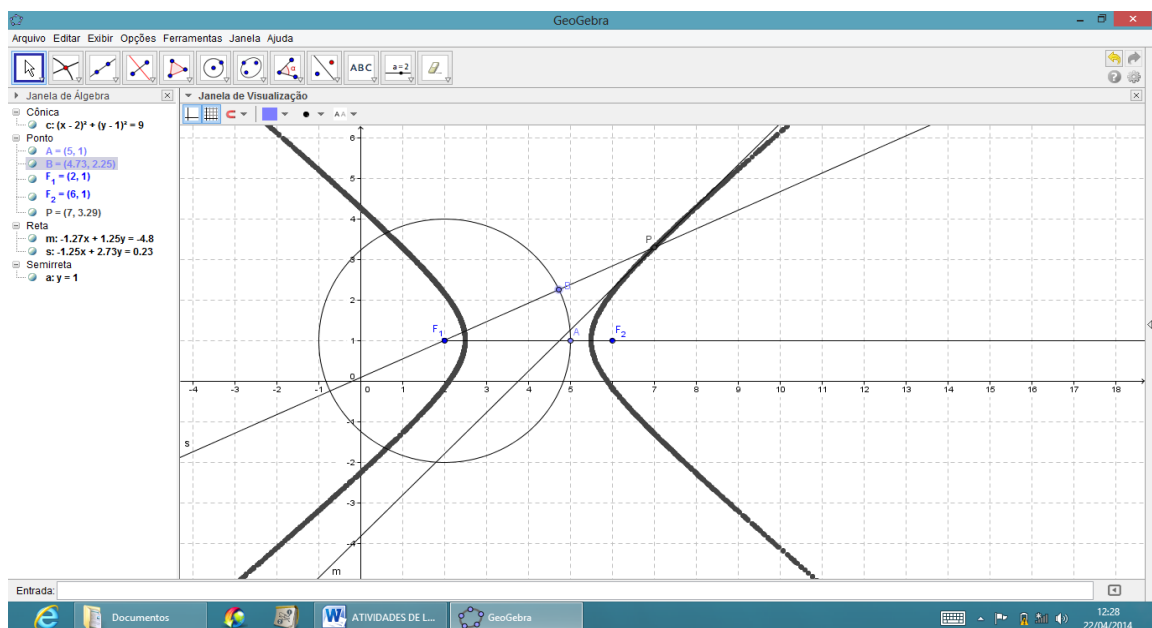 GeoGebra
Arquivo Editar Exibir Opções Ferramentas Janela Ajuda
ABC
a=2
Janela de Álgebra
Janela de Visualização
Cônica
c: (x - 2)² + (y - 1)² = 9
Ponto
A = (5, 1)
B = (4.73, 2.25)
F₁ = (2, 1)
F₂ = (6, 1)
P = (7, 3.29)
Reta
m: -1.27x + 1.25y = -4.8
s: -1.25x + 2.73y = 0.23
Semirreta
a: y = 1
AA
6
5
4
P
3
B
2
F₁ A F₂
1
0
-4 -3 -2 -1 0 1 2 3 4 5 6 7 8 9 10 11 12 13 14 15 16 17 18
-1
s
-2
-3
-4
m
Entrada:
Documentos
ATIVIDADES DE L...
GeoGebra
12:28
22/04/2014